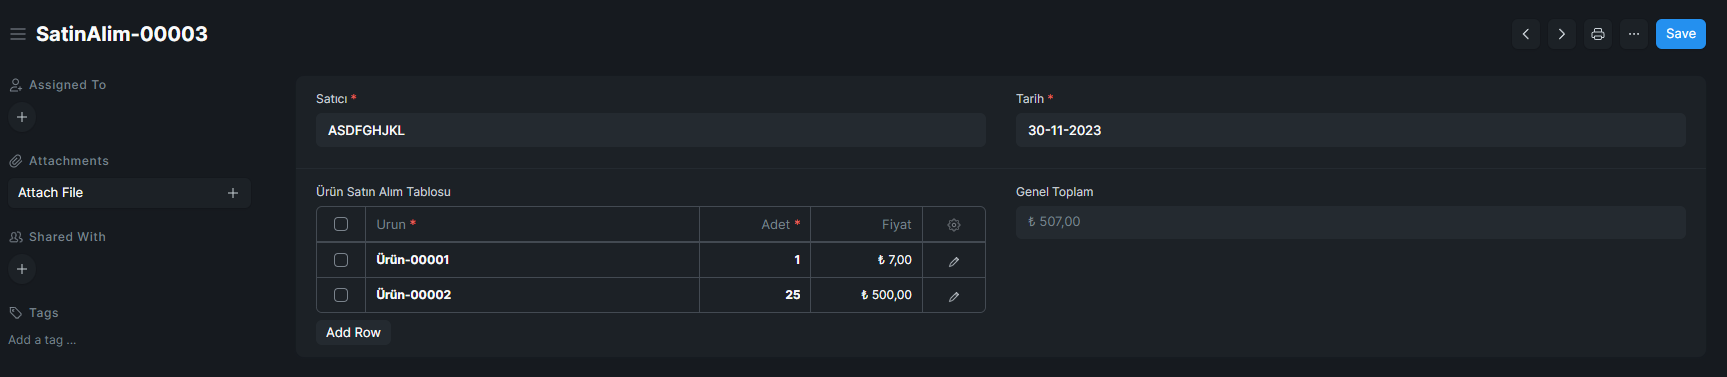 SatinAlim-00003
Save
Assigned To
Attachments
Attach File
Shared With
Tags
Add a tag ...
Satıcı *
ASDFGHJKL
Tarih *
30-11-2023
Ürün Satın Alım Tablosu
Urun * Adet * Fiyat
Ürün-00001 1 ₺ 7,00
Ürün-00002 25 ₺ 500,00
Add Row
Genel Toplam
₺ 507,00